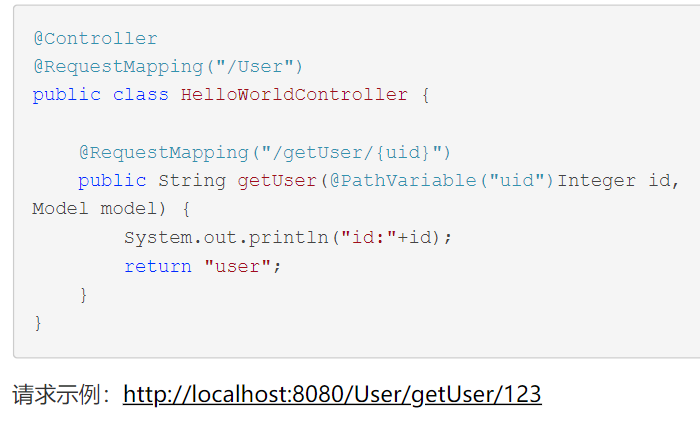 @Controller
@RequestMapping("/User")
public class HelloWorldController {
    @RequestMapping("/getUser/{uid}")
    public String getUser(@PathVariable("uid")Integer id,
Model model) {
        System.out.println("id:"+id);
        return "user";
    }
}
请求示例：http://localhost:8080/User/getUser/123